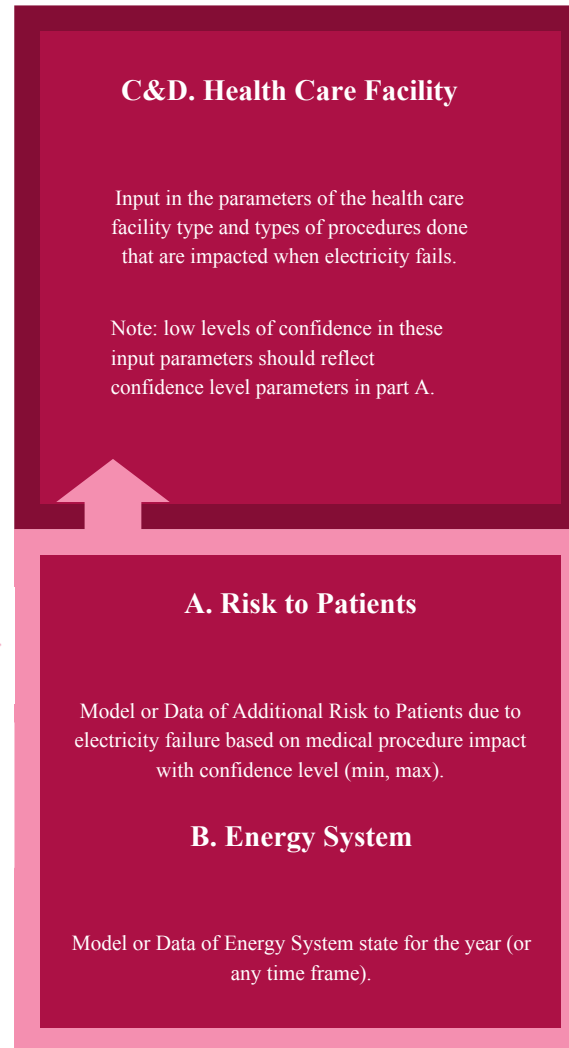 C&D. Health Care Facility
Input in the parameters of the health care
facility type and types of procedures done
that are impacted when electricity fails.
Note: low levels of confidence in these
input parameters should reflect
confidence level parameters in part A.
A. Risk to Patients
Model or Data of Additional Risk to Patients due to
electricity failure based on medical procedure impact
with confidence level (min, max).
B. Energy System
Model or Data of Energy System state for the year (or
any time frame).